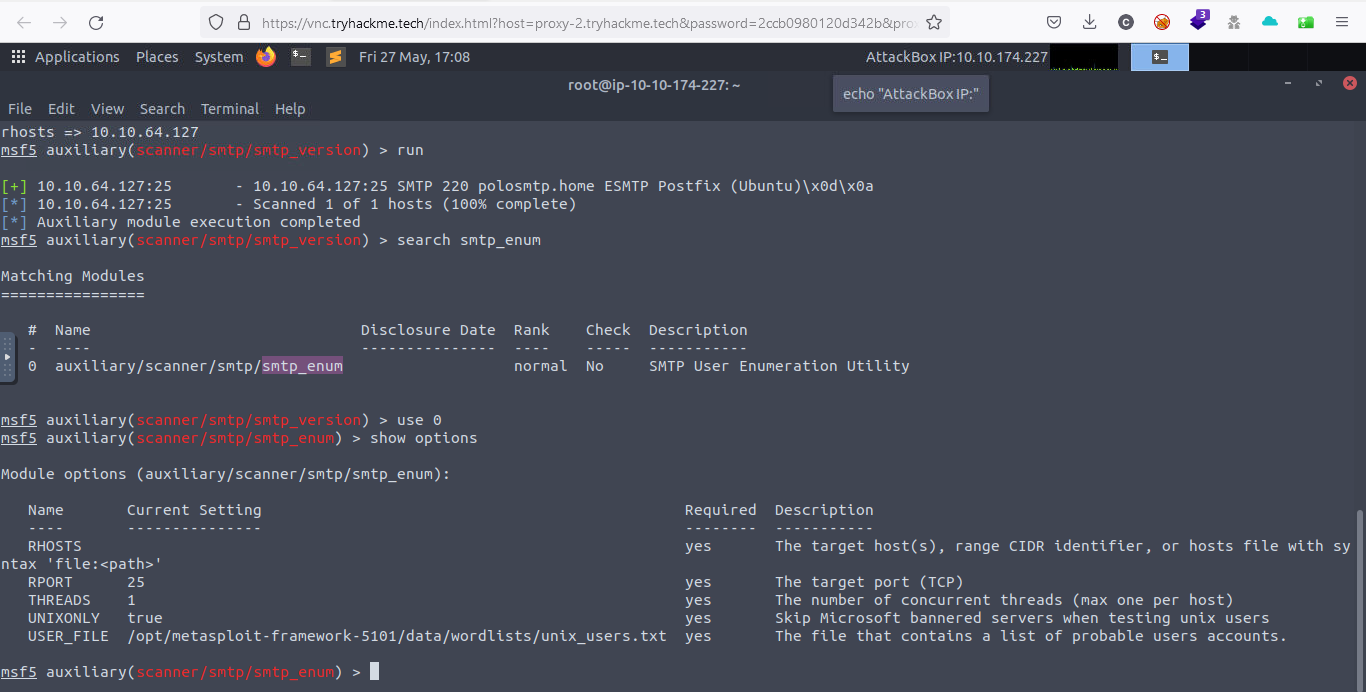 https://vnc.tryhackme.tech/index.html?host=proxy-2.tryhackme.tech&password=2ccb0980120d342b&pro
C
3
Applications Places System Fri 27 May, 17:08 AttackBox IP:10.10.174.227
root@ip-10-10-174-227: ~
echo "AttackBox IP:"
File Edit View Search Terminal Help
rhosts => 10.10.64.127
msf5 auxiliary(scanner/smtp/smtp_version) > run
[+] 10.10.64.127:25 - 10.10.64.127:25 SMTP 220 polosmtp.home ESMTP Postfix (Ubuntu)\x0d\x0a
[*] 10.10.64.127:25 - Scanned 1 of 1 hosts (100% complete)
[*] Auxiliary module execution completed
msf5 auxiliary(scanner/smtp/smtp_version) > search smtp_enum
Matching Modules
================
# Name Disclosure Date Rank Check Description
- ---- --------------- ---- ----- -----------
0 auxiliary/scanner/smtp/smtp_enum normal No SMTP User Enumeration Utility
msf5 auxiliary(scanner/smtp/smtp_version) > use 0
msf5 auxiliary(scanner/smtp/smtp_enum) > show options
Module options (auxiliary/scanner/smtp/smtp_enum):
Name Current Setting Required Description
---- --------------- -------- -----------
RHOSTS yes The target host(s), range CIDR identifier, or hosts file with sy
ntax 'file:<path>'
RPORT 25 yes The target port (TCP)
THREADS 1 yes The number of concurrent threads (max one per host)
UNIXONLY true yes Skip Microsoft bannered servers when testing unix users
USER_FILE /opt/metasploit-framework-5101/data/wordlists/unix_users.txt yes The file that contains a list of probable users accounts.
msf5 auxiliary(scanner/smtp/smtp_enum) >